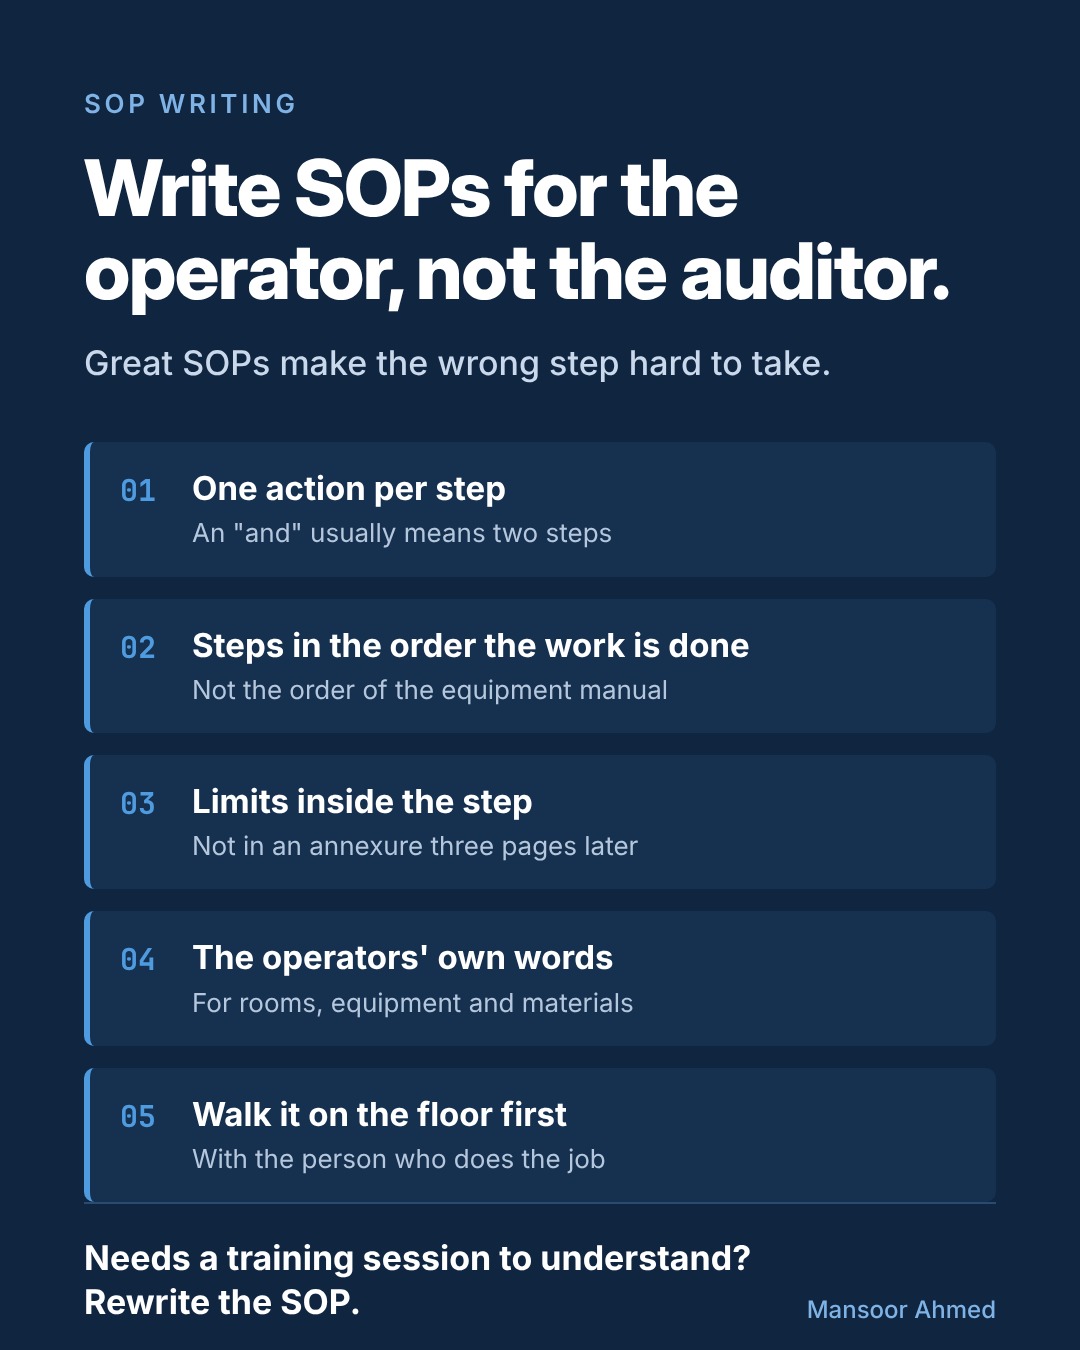 SOP WRITING
Write SOPs for the
operator, not the auditor.
Great SOPs make the wrong step hard to take.
01 One action per step
An "and" usually means two steps
02 Steps in the order the work is done
Not the order of the equipment manual
03 Limits inside the step
Not in an annexure three pages later
04 The operators' own words
For rooms, equipment and materials
05 Walk it on the floor first
With the person who does the job
Needs a training session to understand?
Rewrite the SOP.
Mansoor Ahmed